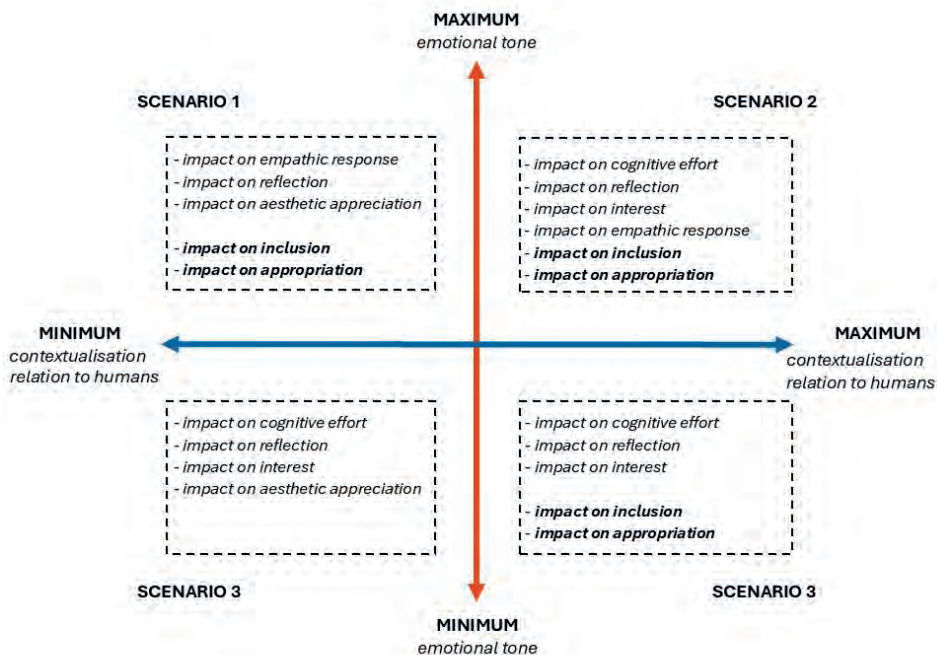 MAXIMUM
emotional tone
SCENARIO 1
SCENARIO 2
- impact on empathic response
- impact on reflection
- impact on aesthetic appreciation
- impact on inclusion
- impact on appropriation
- impact on cognitive effort
- impact on reflection
- impact on interest
- impact on empathic response
- impact on inclusion
- impact on appropriation
MINIMUM
contextualisation
relation to humans
MAXIMUM
contextualisation
relation to humans
- impact on cognitive effort
- impact on reflection
- impact on interest
- impact on aesthetic appreciation
- impact on cognitive effort
- impact on reflection
- impact on interest
- impact on inclusion
- impact on appropriation
SCENARIO 3
SCENARIO 3
MINIMUM
emotional tone